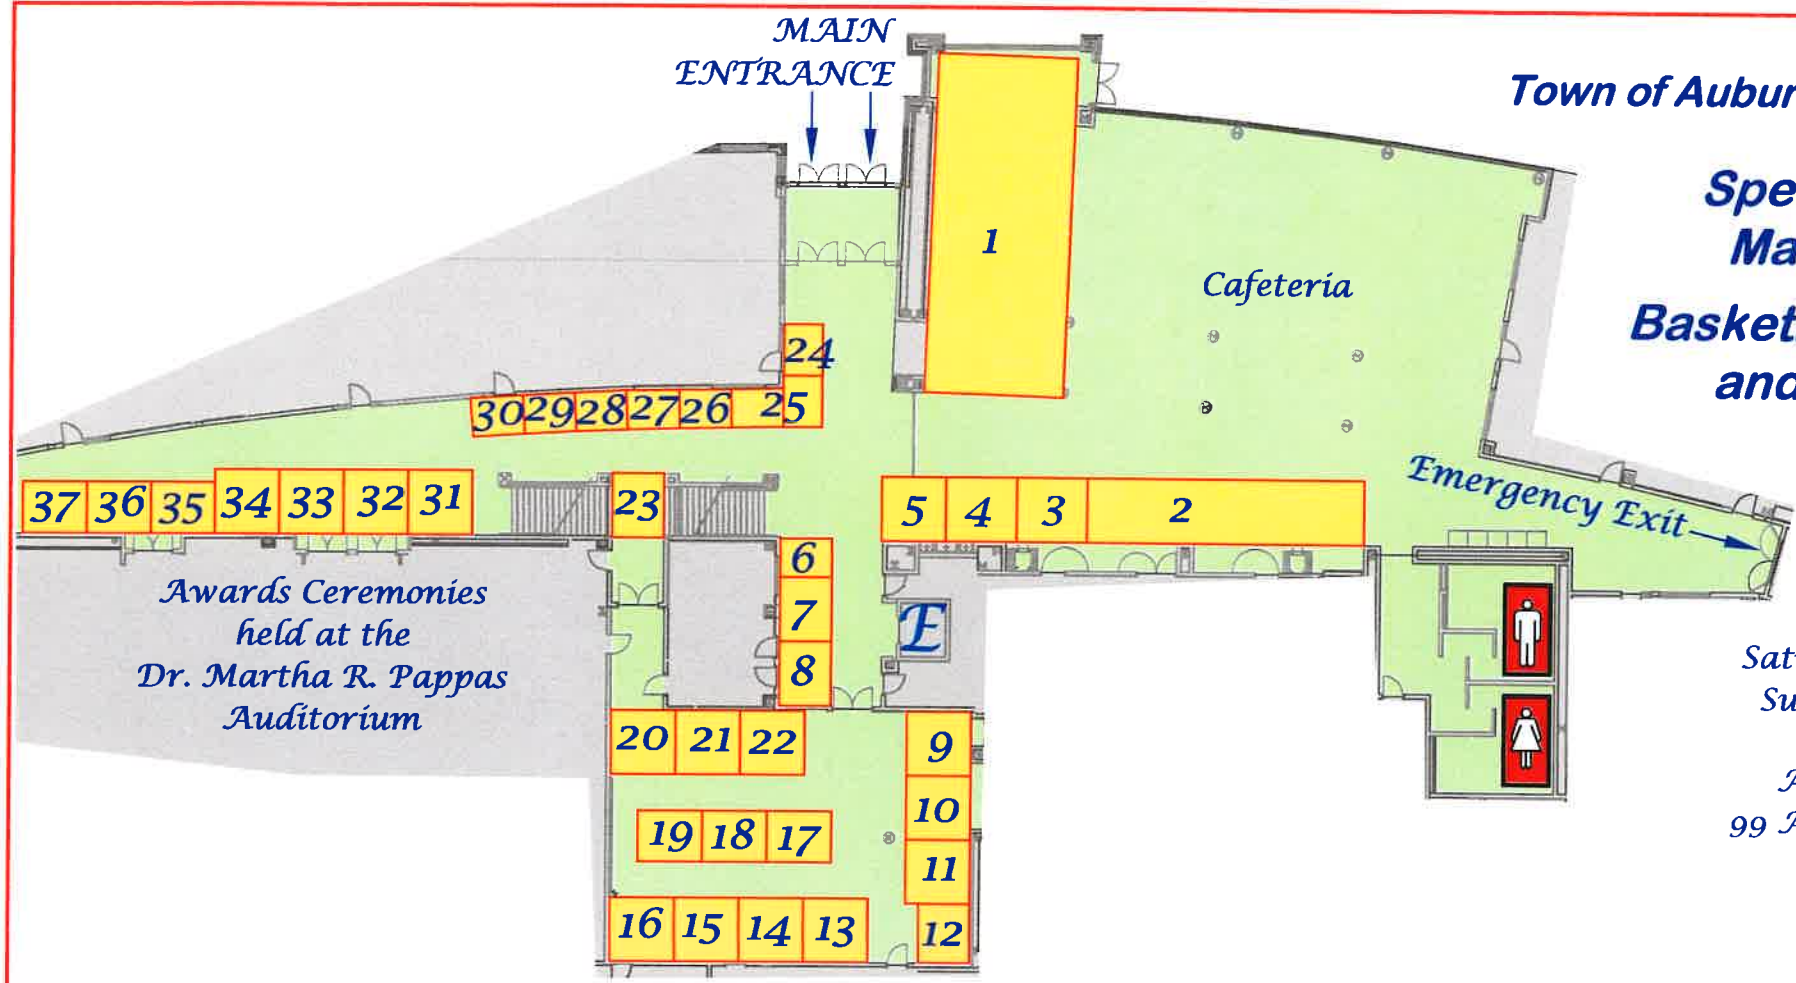 MAIN
ENTRANCE
Town of Aubur
Spe
Ma
Basket
and
1
Cafeteria
24
30 29 28 27 26 25
Emergency Exit
37 36 35 34 33 32 31
23
5 4 3 2
6
7
8
E
Awards Ceremonies
held at the
Dr. Martha R. Pappas
Auditorium
Sat
Su
20 21 22
9
10
11
12
19 18 17
16 15 14 13
A
99 A